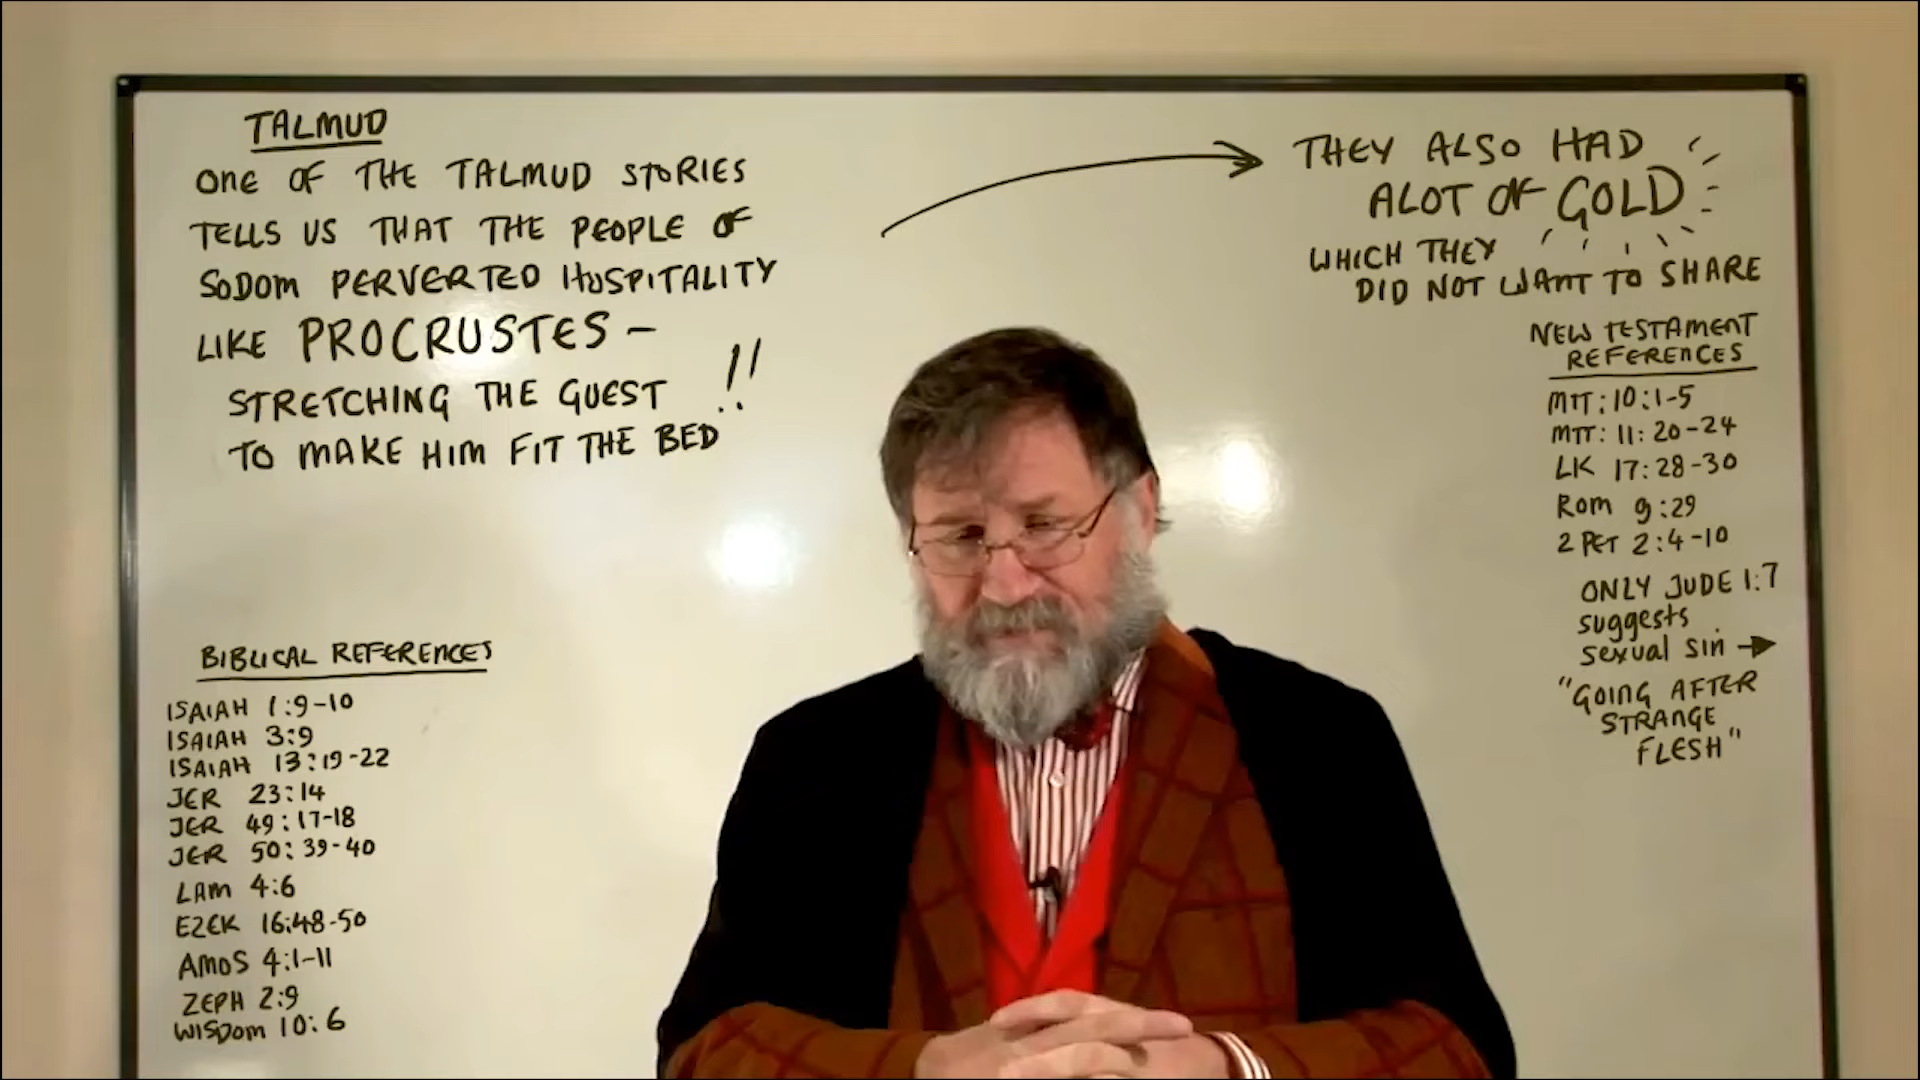 TALMUD
ONE OF THE TALMUD STORIES
TELLS US THAT THE PEOPLE OF
SODOM PERVERTED HOSPITALITY
LIKE PROCRUSTES –
STRETCHING THE GUEST !!
TO MAKE HIM FIT THE BED
THEY ALSO HAD
ALOT OF GOLD
WHICH THEY
DID NOT WANT TO SHARE
NEW TESTAMENT
REFERENCES
MTT: 10:1-5
MTT: 11:20-24
LK 17:28-30
ROM 9:29
2 PET 2:4-10
ONLY JUDE 1:7
suggests
sexual sin →
"GOING AFTER
STRANGE
FLESH"
BIBLICAL REFERENCES
ISAIAH 1:9-10
ISAIAH 3:9
ISAIAH 13:19-22
JER 23:14
JER 49:17-18
JER 50:39-40
LAM 4:6
EZEK 16:48-50
AMOS 4:1-11
ZEPH 2:9
WISDOM 10:6